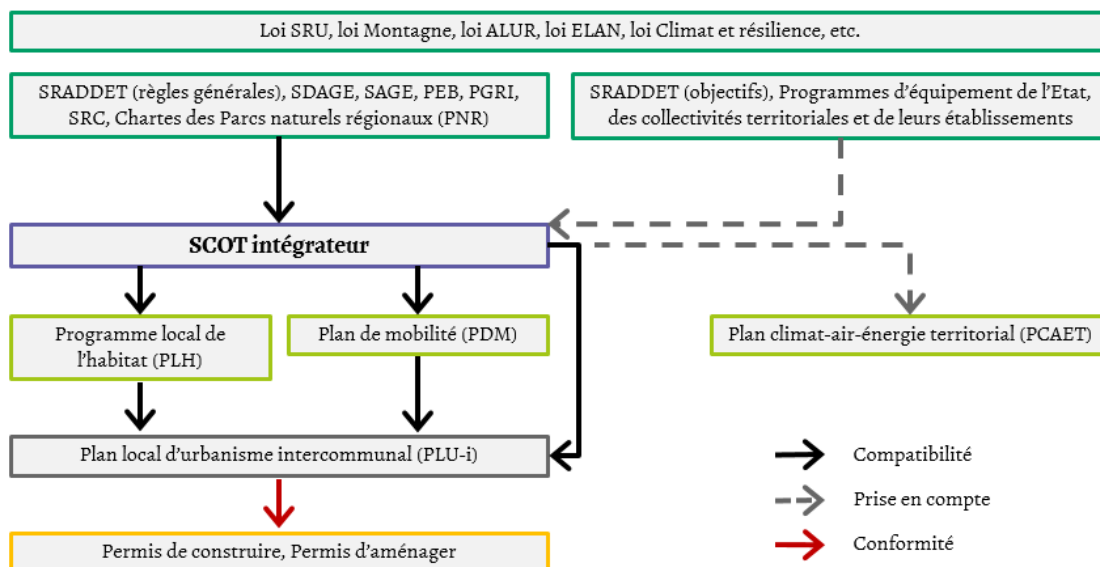 Loi SRU, loi Montagne, loi ALUR, loi ELAN, loi Climat et résilience, etc.
SRADDET (règles générales), SDAGE, SAGE, PEB, PGRI,
SRC, Chartes des Parcs naturels régionaux (PNR)
SRADDET (objectifs), Programmes d’équipement de l’Etat,
des collectivités territoriales et de leurs établissements
SCOT intégrateur
Programme local de
l’habitat (PLH)
Plan de mobilité (PDM)
Plan climat-air-énergie territorial (PCAET)
Plan local d’urbanisme intercommunal (PLU-i)
Permis de construire, Permis d’aménager
Compatibilité
Prise en compte
Conformité